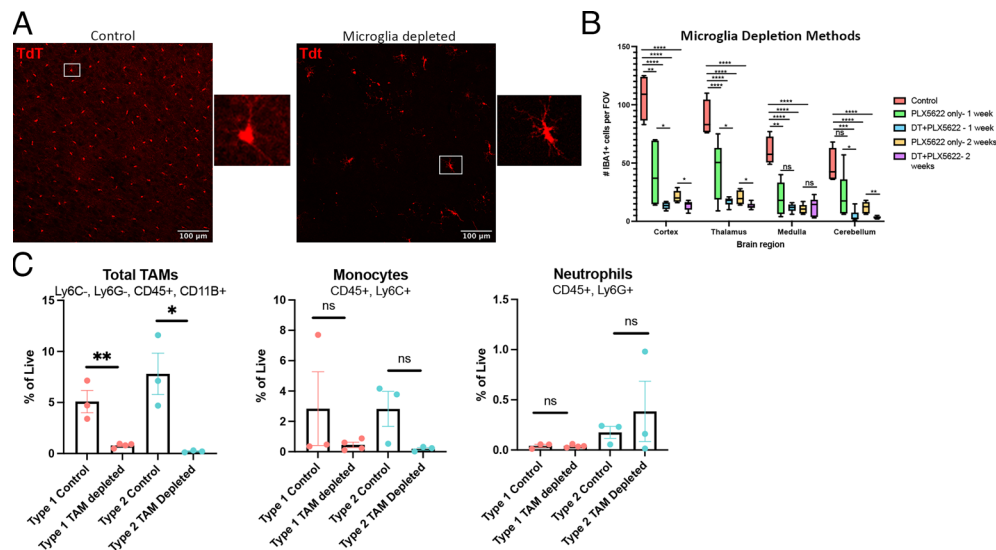 A
Control
TdT
100 µm
Microglia depleted
Tdt
100 µm
B
Microglia Depletion Methods
# IBA1+ cells per FOV
150
100
50
0
****
****
****
**
*
*
****
****
****
****
*
*
****
****
**
ns
ns
****
****
***
ns
*
**
Cortex
Thalamus
Medulla
Cerebellum
Brain region
Control
PLX5622 only- 1 week
DT+PLX5622 - 1
week
PLX5622 only- 2 weeks
DT+PLX5622- 2
weeks
C
Total TAMs
Ly6C-, Ly6G-, CD45+, CD11B+
% of Live
15
10
5
0
**
*
Type 1 Control
Type 1 TAM depleted
Type 2 Control
Type 2 TAM Depleted
Monocytes
CD45+, Ly6C+
% of Live
10
8
6
4
2
0
ns
ns
Type 1 Control
Type 1 TAM depleted
Type 2 Control
Type 2 TAM Depleted
Neutrophils
CD45+, Ly6G+
% of Live
1.5
1.0
0.5
0.0
ns
ns
Type 1 Control
Type 1 TAM depleted
Type 2 Control
Type 2 TAM Depleted